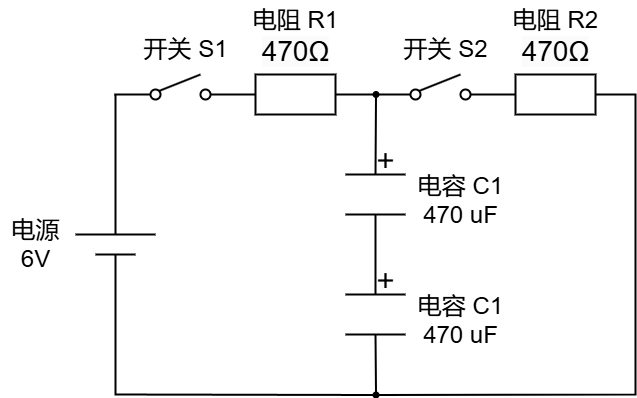 电阻 R1
470Ω
开关 S1
电阻 R2
470Ω
开关 S2
+
电容 C1
470 uF
电源
6V
+
电容 C1
470 uF